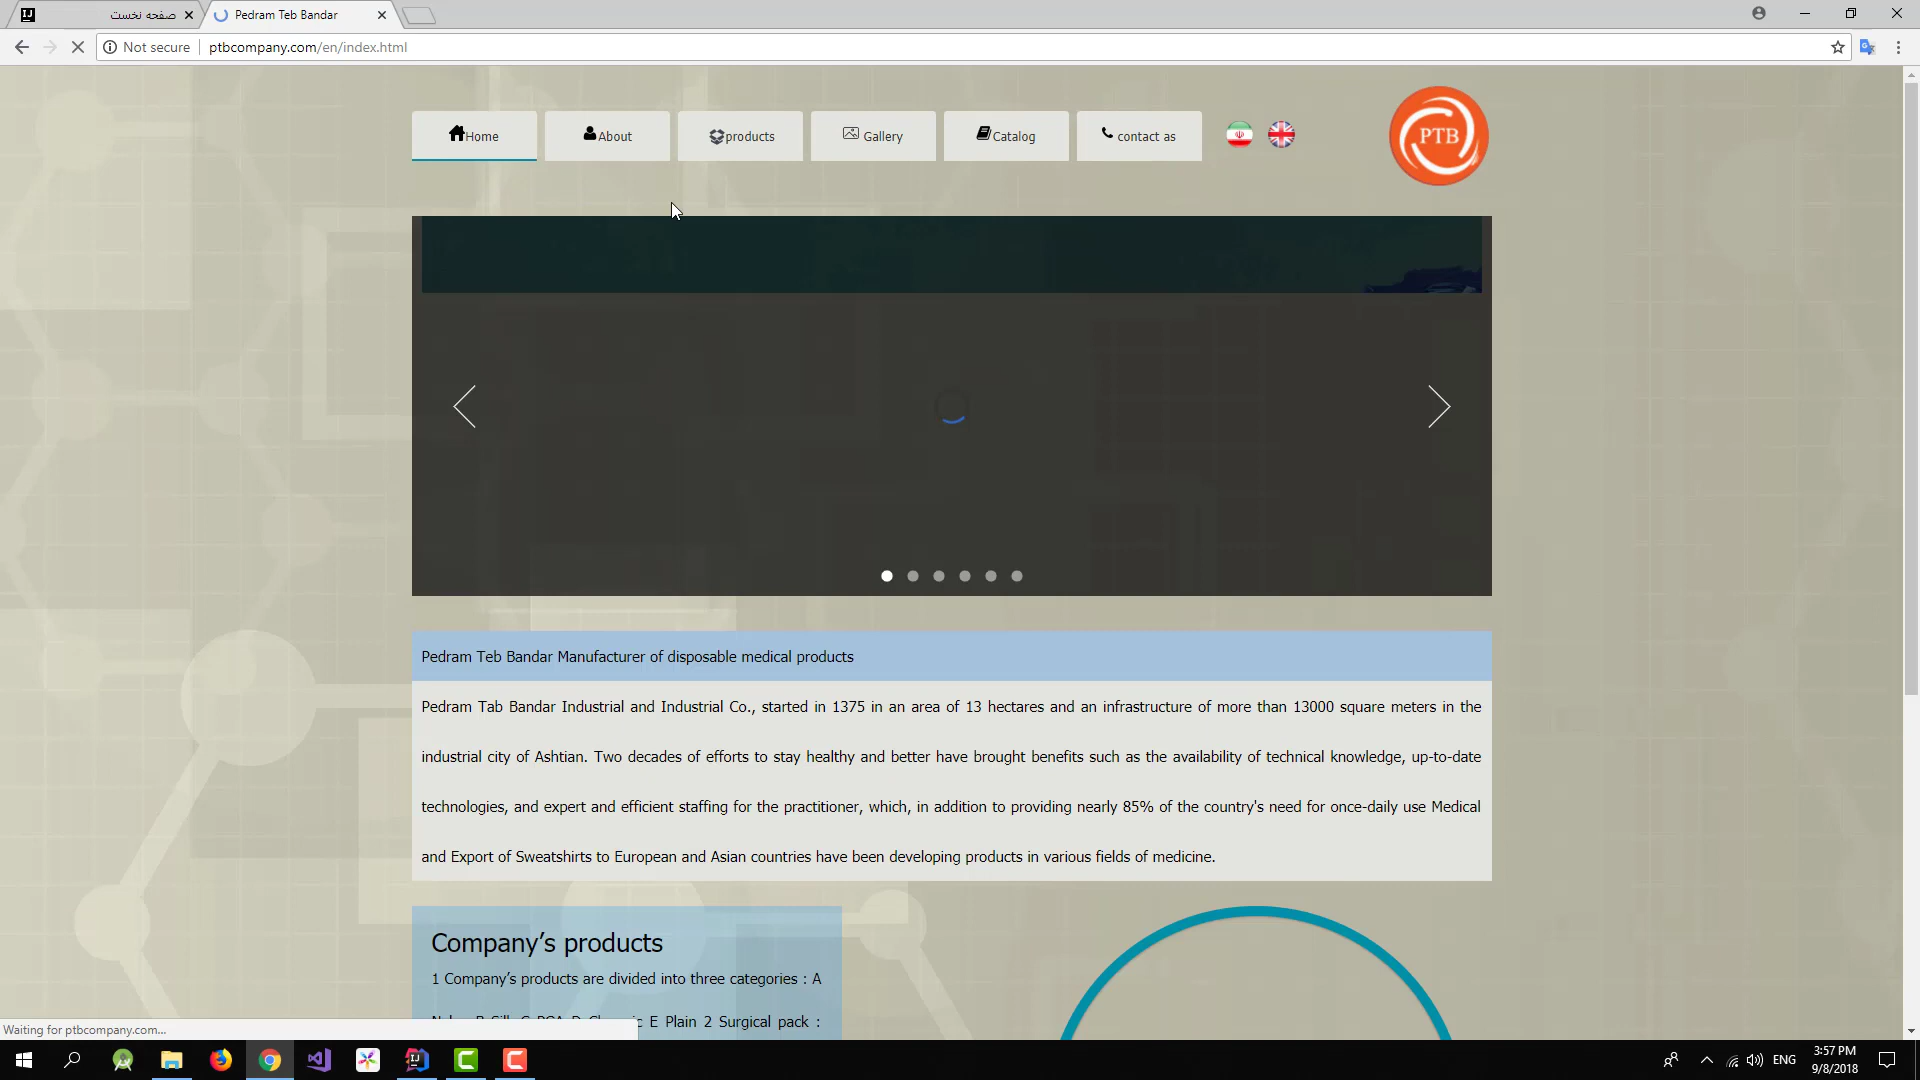 صفحه نخست
Pedram Teb Bandar
Not secure
ptbcompany.com/en/index.html
Home
About
products
Gallery
Catalog
contact as
PTB
Pedram Teb Bandar Manufacturer of disposable medical products
Pedram Tab Bandar Industrial and Industrial Co., started in 1375 in an area of 13 hectares and an infrastructure of more than 13000 square meters in the
industrial city of Ashtian. Two decades of efforts to stay healthy and better have brought benefits such as the availability of technical knowledge, up-to-date
technologies, and expert and efficient staffing for the practitioner, which, in addition to providing nearly 85% of the country's need for once-daily use Medical
and Export of Sweatshirts to European and Asian countries have been developing products in various fields of medicine.
Company’s products
1 Company’s products are divided into three categories : A
E Plain 2 Surgical pack :
Waiting for ptbcompany.com...
ENG
3:57 PM
9/8/2018